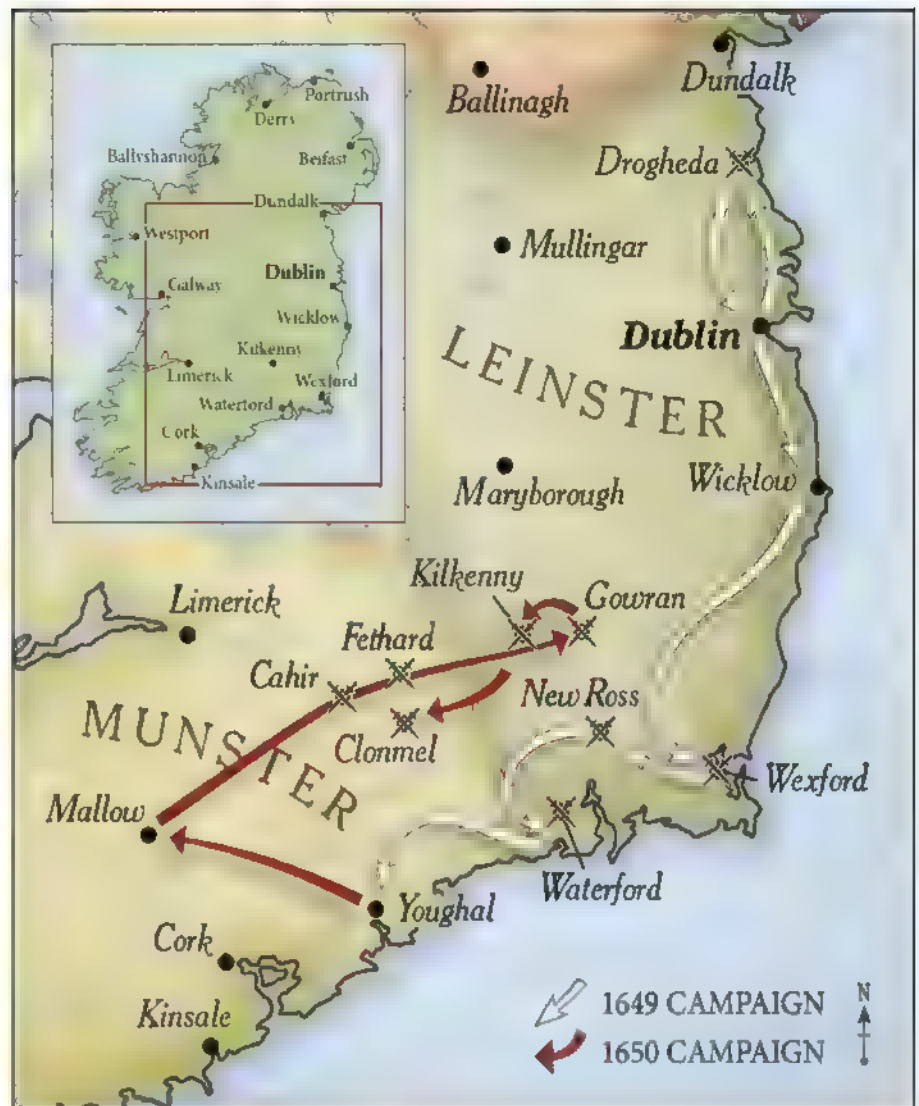 Portrush
Derry
Ballyshannon
Belfast
Dundalk
Westport
Dublin
Galway
Wicklow
Kilkenny
Limerick
Wexford
Waterford
Cork
Kinsale
Dundalk
Ballinagh
Drogheda
Mullingar
Dublin
LEINSTER
Maryborough
Wicklow
Kilkenny
Gowran
Limerick
Fethard
Cahir
New Ross
Clonmel
MUNSTER
Wexford
Mallow
Waterford
Youghal
Cork
Kinsale
1649 CAMPAIGN
N
1650 CAMPAIGN